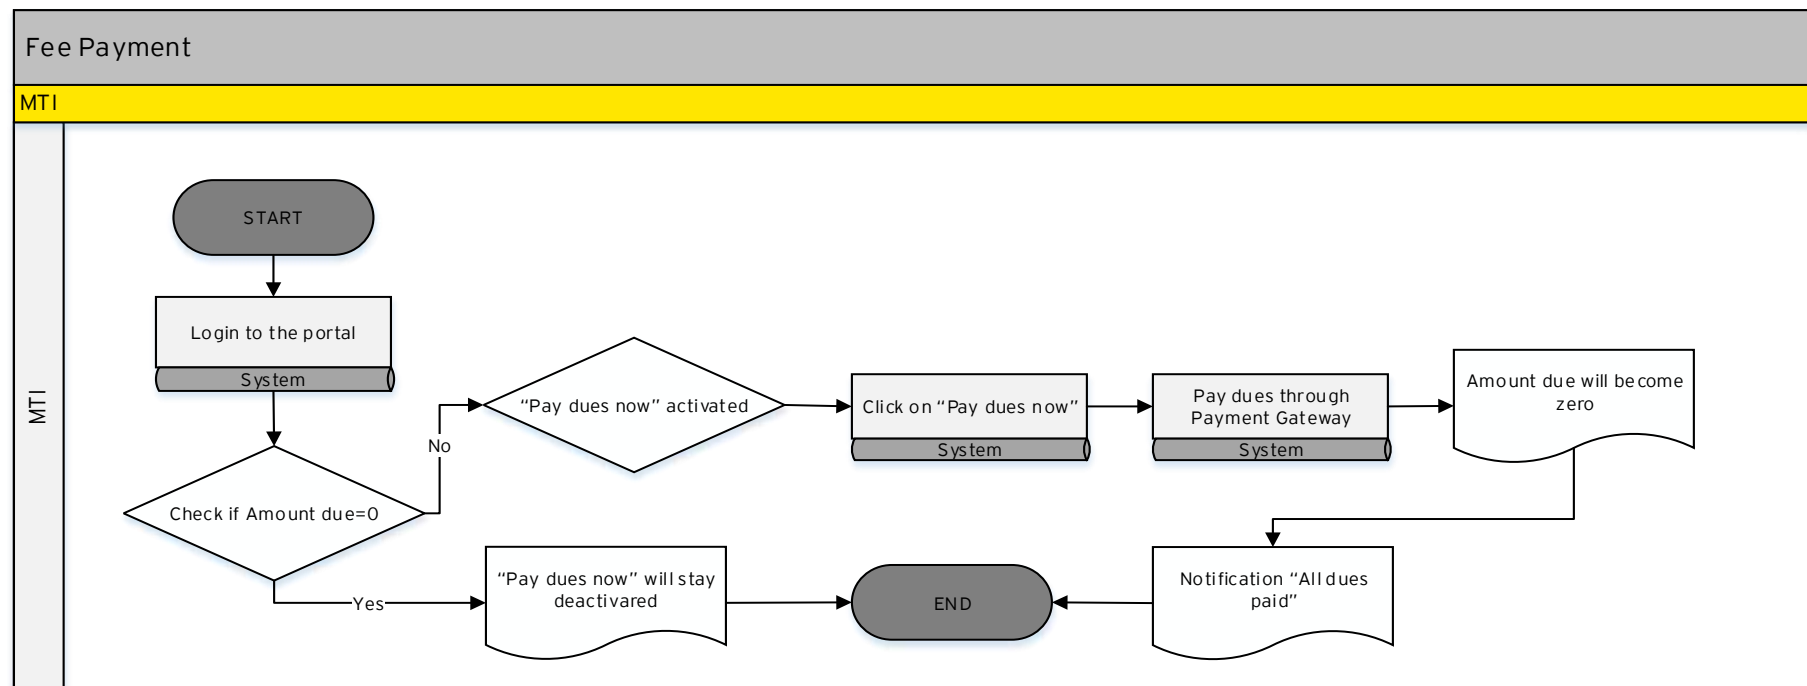 Fee Payment
MTI
MTI
START
Login to the portal
System
Check if Amount due=0
No
Yes
“Pay dues now” activated
Click on “Pay dues now”
System
Pay dues through
Payment Gateway
System
Amount due will become
zero
“Pay dues now” will stay
deactivared
END
Notification “All dues
paid”